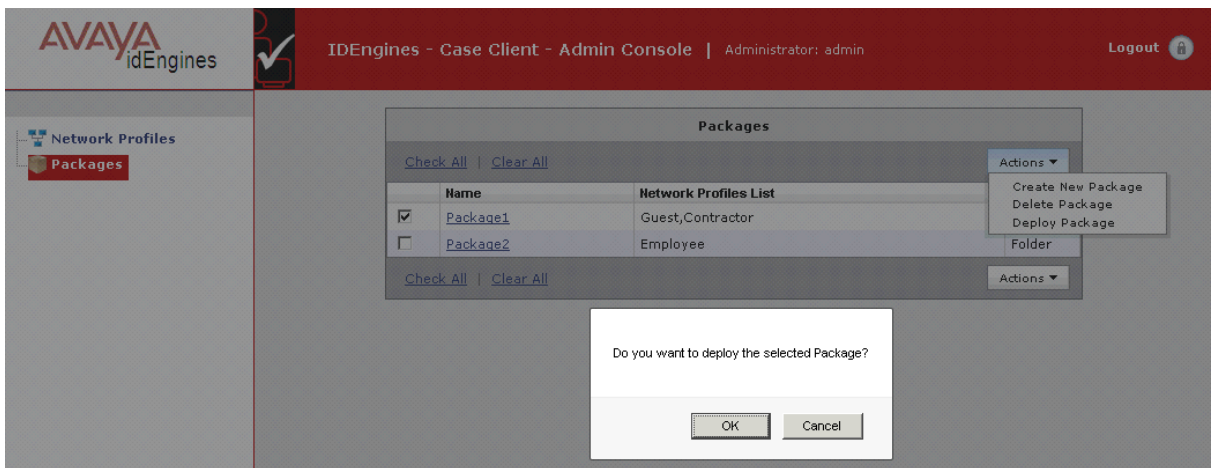 AVAYA
idEngines
IDEngines - Case Client - Admin Console | Administrator: admin
Logout
Network Profiles
Packages
Packages
Check All | Clear All
Actions ▼
Create New Package
Delete Package
Deploy Package
Name Network Profiles List
Package1 Guest,Contractor
Package2 Employee Folder
Check All | Clear All
Actions ▼
Do you want to deploy the selected Package?
OK Cancel